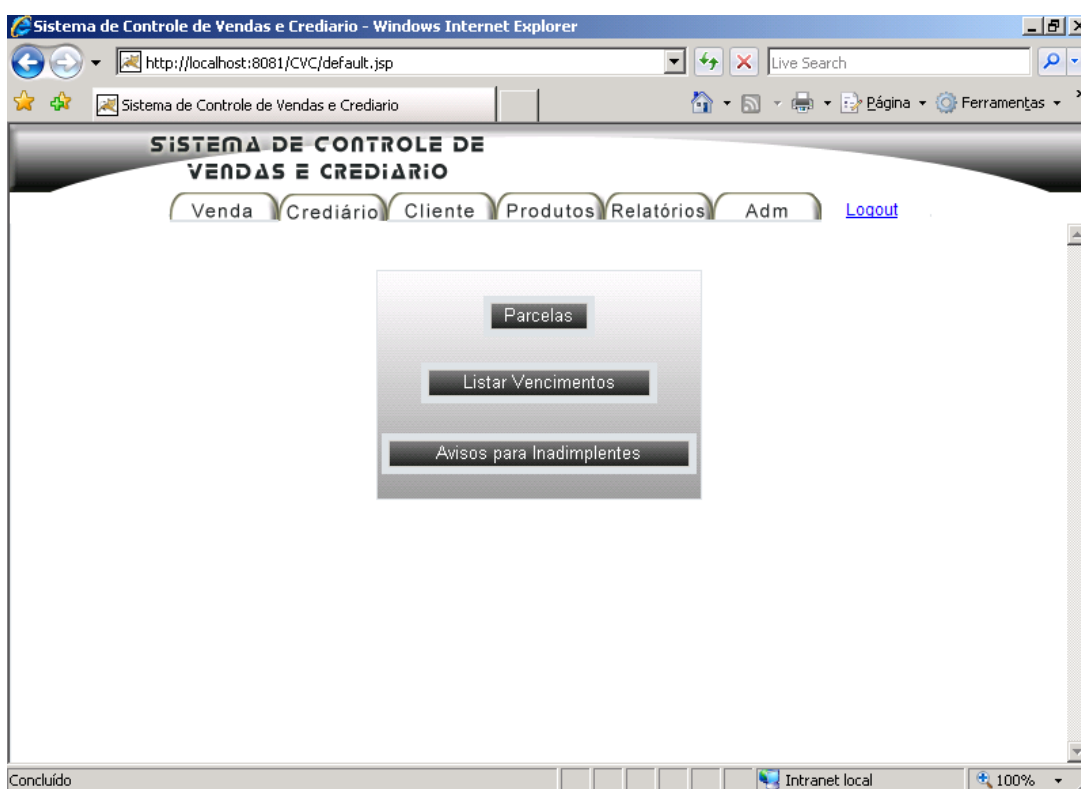 Sistema de Controle de Vendas e Crediario - Windows Internet Explorer
http://localhost:8081/CVC/default.jsp
Live Search
Sistema de Controle de Vendas e Crediario
Página
Ferramentas
SISTEMA DE CONTROLE DE
VENDAS E CREDIARIO
Venda Crediário Cliente Produtos Relatórios Adm Logout
Parcelas
Listar Vencimentos
Avisos para Inadimplentes
Concluído
Intranet local
100%